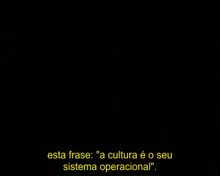 esta frase: "a cultura é o seu
sistema operacional".